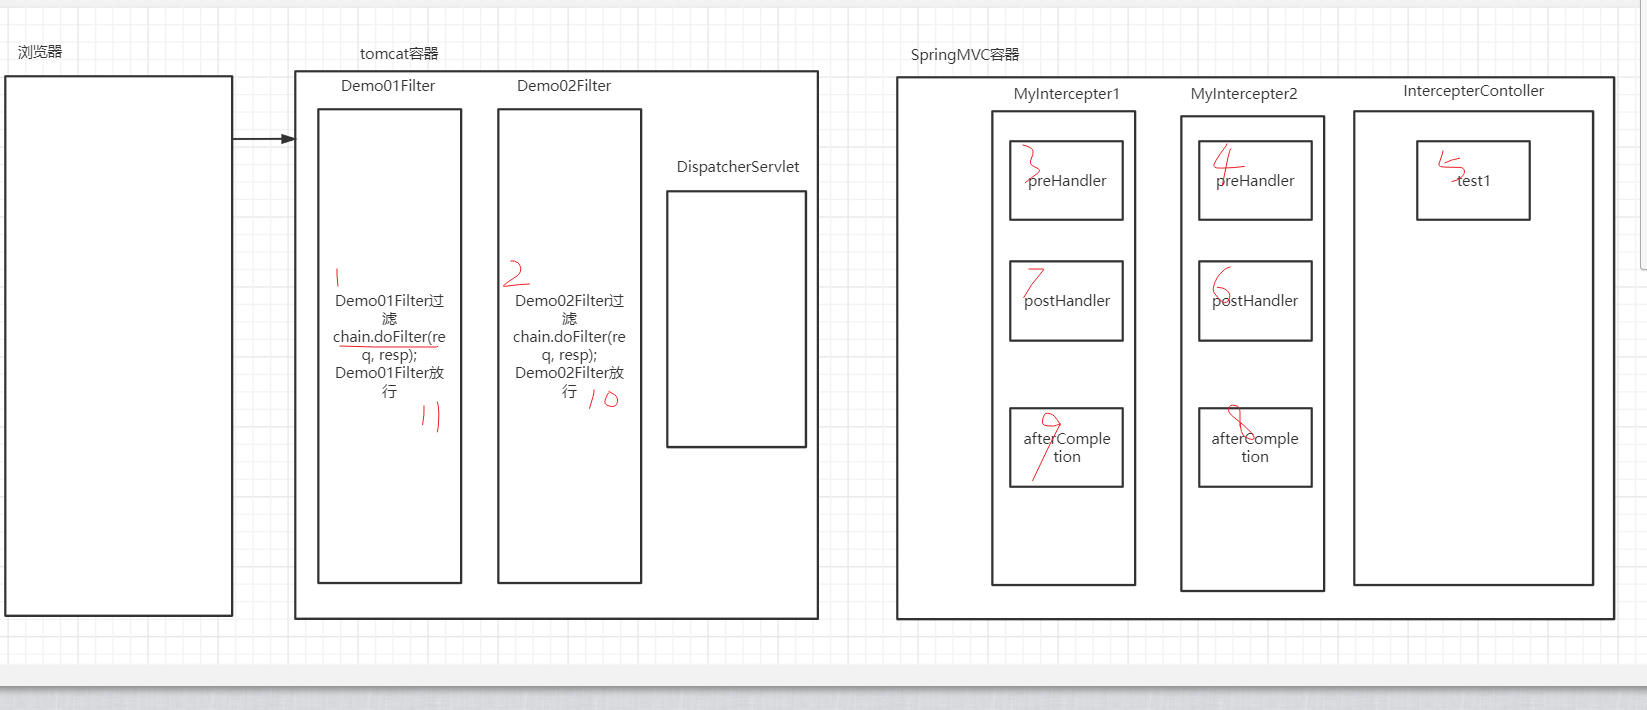 浏览器
tomcat容器
SpringMVC容器
Demo01Filter
Demo02Filter
DispatcherServlet
MyIntercepter1
MyIntercepter2
IntercepterContoller
1
Demo01Filter过
滤
chain.doFilter(re
q, resp);
Demo01Filter放
行
11
2
Demo02Filter过
滤
chain.doFilter(re
q, resp);
Demo02Filter放
行
10
3
preHandler
7
postHandler
9
afterComple
tion
4
preHandler
6
postHandler
8
afterComple
tion
5
test1